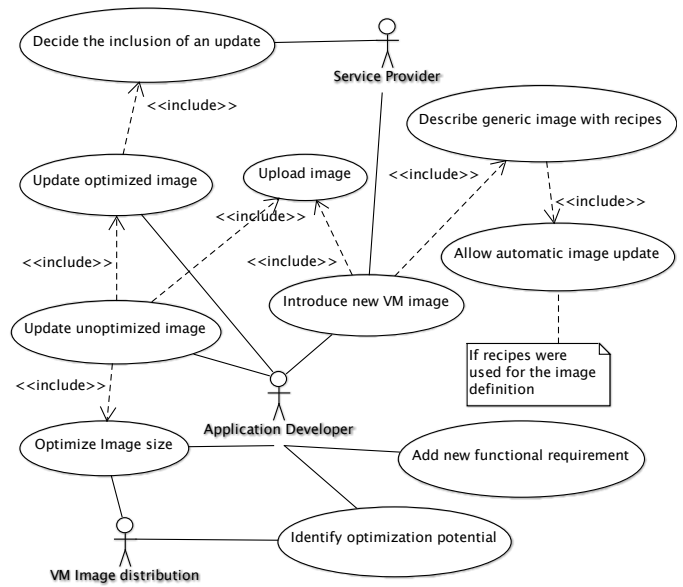 Decide the inclusion of an update
Service Provider
<<include>>
Describe generic image with recipes
Update optimized image
Upload image
<<include>>
<<include>>
<<include>>
Allow automatic image update
<<include>>
<<include>>
Introduce new VM image
Update unoptimized image
If recipes were
used for the image
definition
<<include>>
Application Developer
Optimize Image size
Add new functional requirement
Identify optimization potential
VM Image distribution